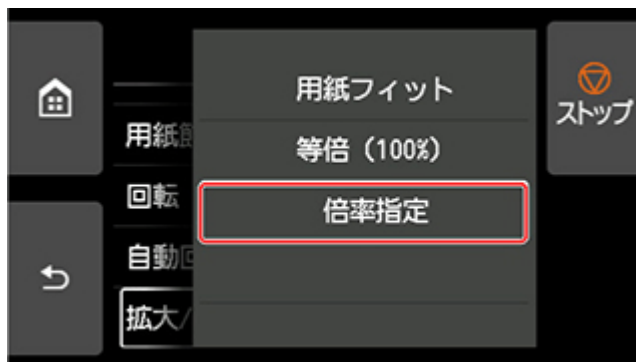 用紙フィット
ストップ
等倍（100%）
用紙
回転
倍率指定
自動
拡大/